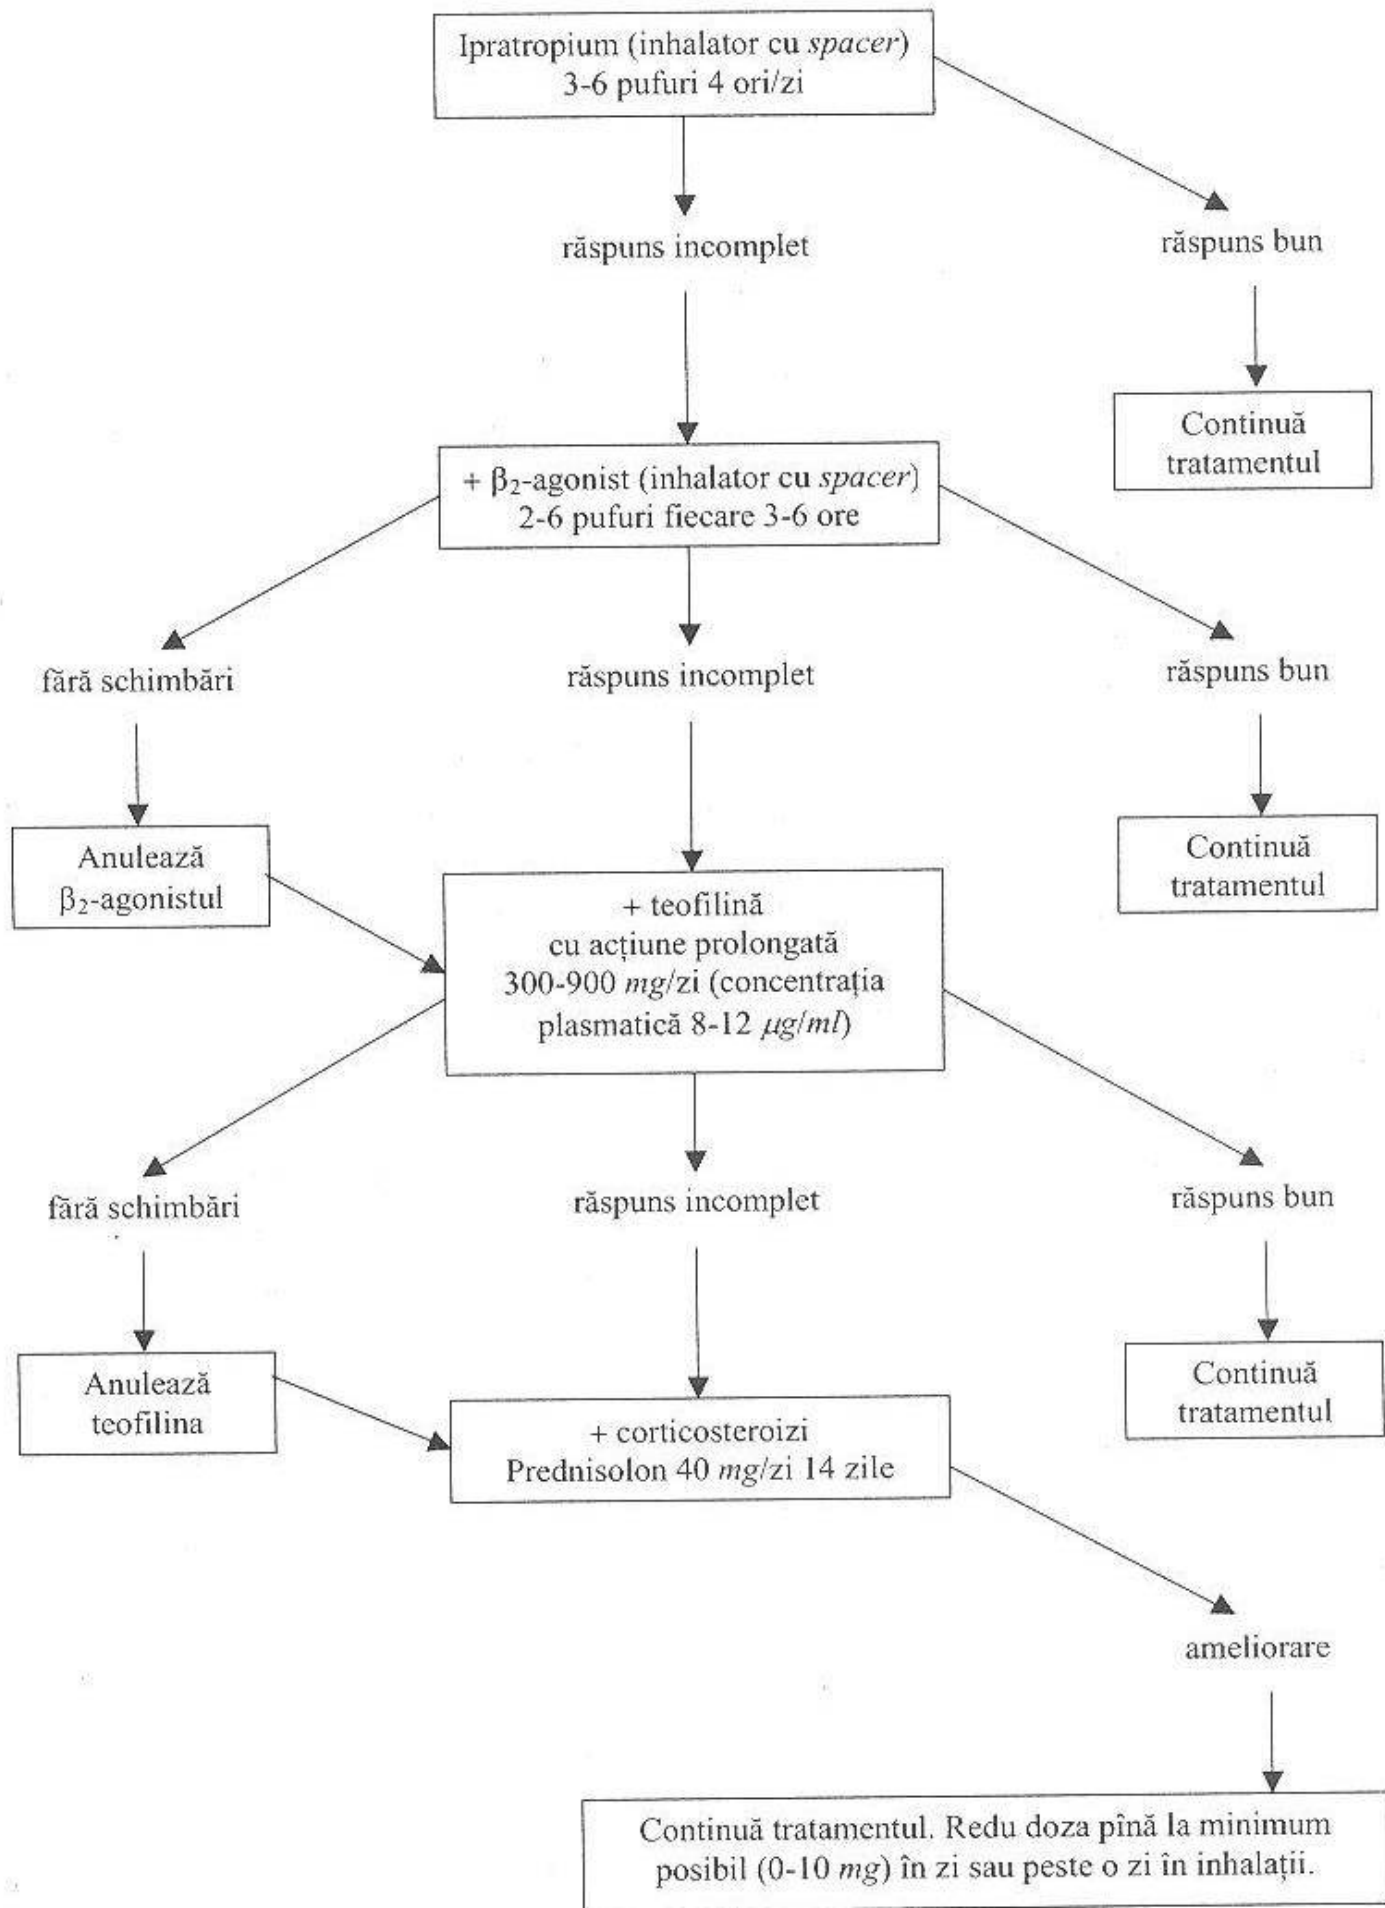 Ipratropium (inhalator cu spacer)
3-6 pufuri 4 ori/zi
răspuns incomplet
răspuns bun
Continuă
tratamentul
+ β₂-agonist (inhalator cu spacer)
2-6 pufuri fiecare 3-6 ore
fără schimbări
răspuns incomplet
răspuns bun
Anulează
β₂-agonistul
Continuă
tratamentul
+ teofilină
cu acțiune prolongată
300-900 mg/zi (concentrația
plasmatică 8-12 µg/ml)
fără schimbări
răspuns incomplet
răspuns bun
Anulează
teofilina
Continuă
tratamentul
+ corticosteroizi
Prednisolon 40 mg/zi 14 zile
ameliorare
Continuă tratamentul. Redu doza pînă la minimum
posibil (0-10 mg) în zi sau peste o zi în inhalații.